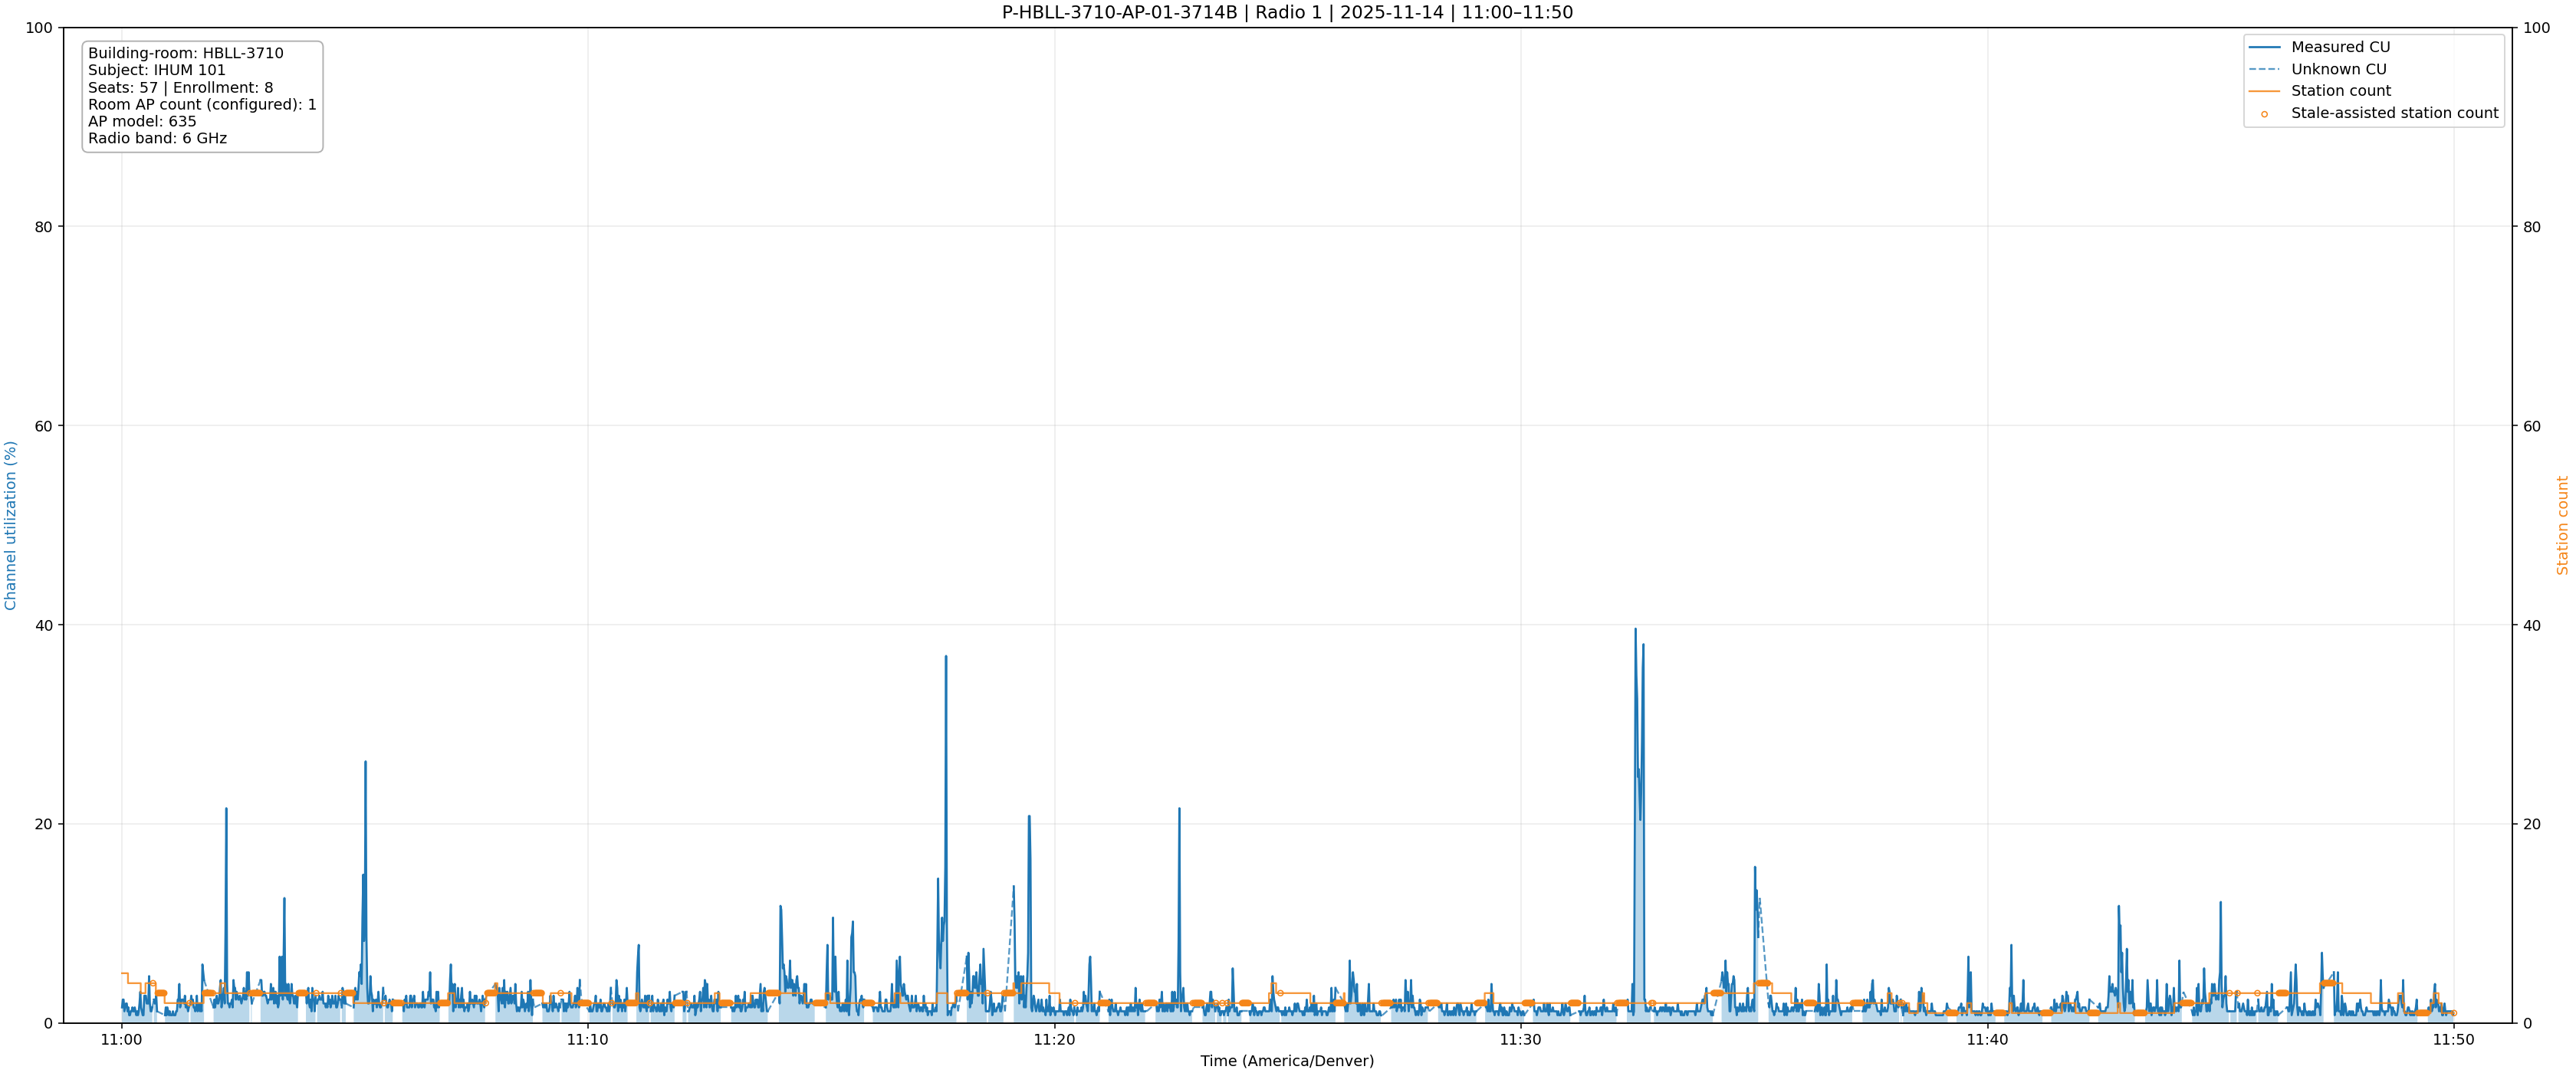 P-HBLL-3710-AP-01-3714B | Radio 1 | 2025-11-14 | 11:00–11:50
Building-room: HBLL-3710
Subject: IHUM 101
Seats: 57 | Enrollment: 8
Room AP count (configured): 1
AP model: 635
Radio band: 6 GHz
Measured CU
Unknown CU
Station count
Stale-assisted station count
Channel utilization (%)
100
80
60
40
20
0
100
80
60
40
20
0
Station count
11:00
11:10
11:20
11:30
11:40
11:50
Time (America/Denver)